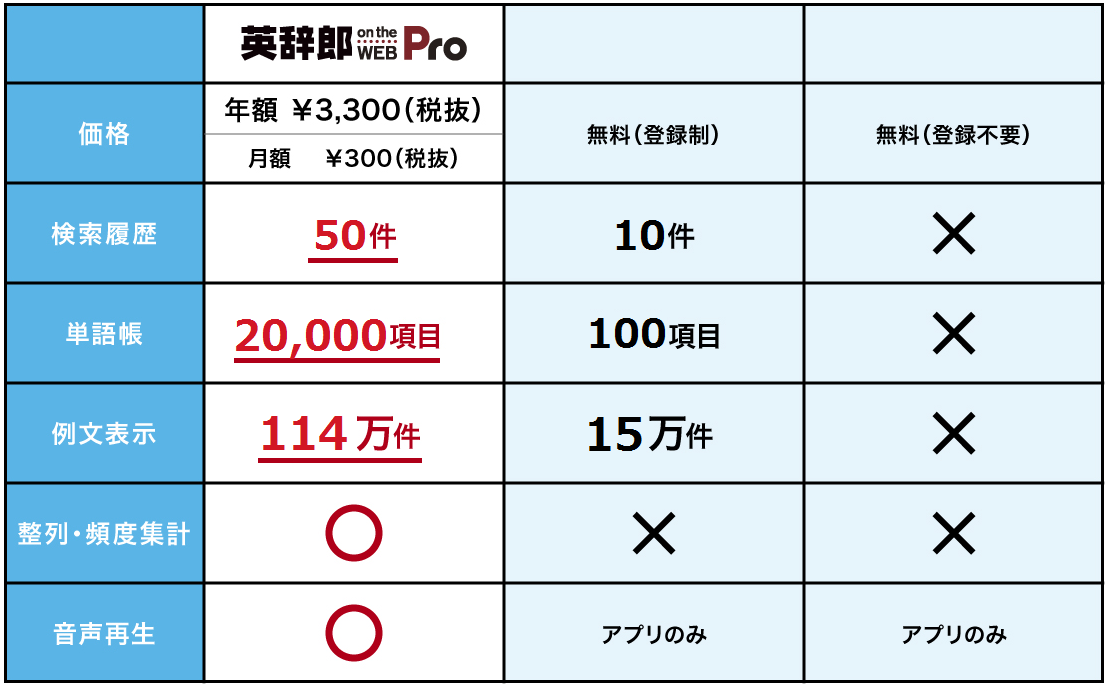 英辞郎 on the WEB Pro
価格
年額 ¥3,300(税抜)
月額 ¥300(税抜)
無料(登録制)
無料(登録不要)
検索履歴
50件
10件
×
単語帳
20,000項目
100項目
×
例文表示
114万件
15万件
×
整列・頻度集計
○
×
×
音声再生
○
アプリのみ
アプリのみ